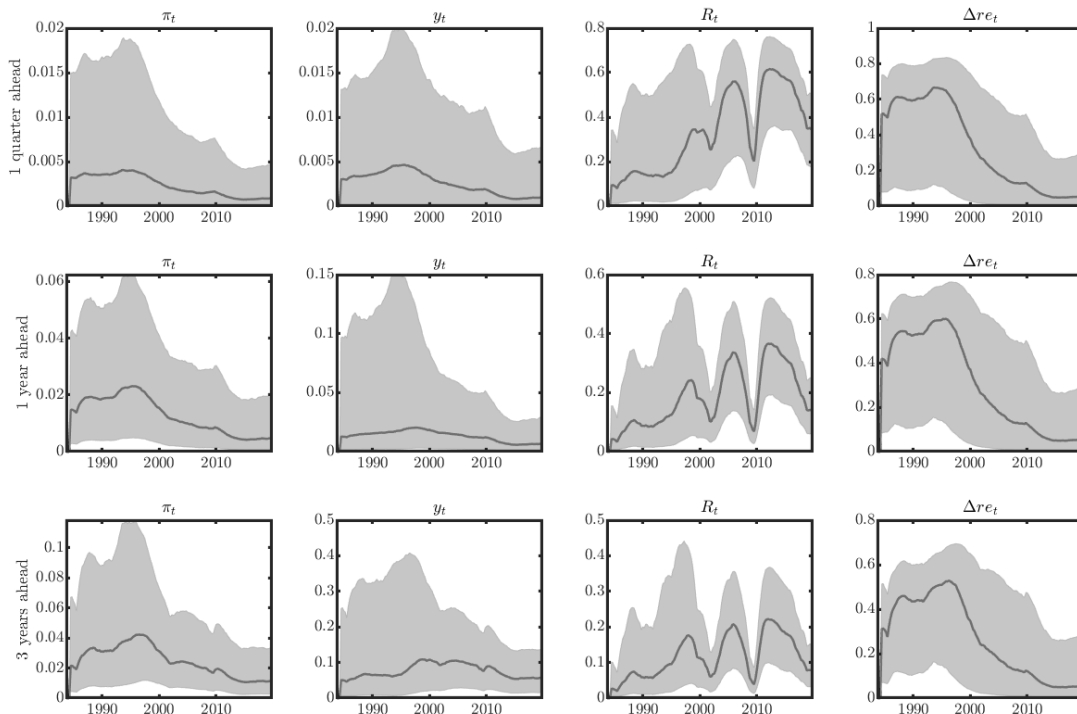 π_t y_t R_t Δre_t
1 quarter ahead
0.02 0.015 0.01 0.005 0
0.02 0.015 0.01 0.005 0
0.8 0.6 0.4 0.2 0
1 0.8 0.6 0.4 0.2 0
1990 2000 2010 1990 2000 2010 1990 2000 2010 1990 2000 2010
π_t y_t R_t Δre_t
1 year ahead
0.06 0.04 0.02 0
0.15 0.1 0.05 0
0.6 0.4 0.2 0
0.8 0.6 0.4 0.2 0
1990 2000 2010 1990 2000 2010 1990 2000 2010 1990 2000 2010
π_t y_t R_t Δre_t
3 years ahead
0.1 0.08 0.06 0.04 0.02 0
0.5 0.4 0.3 0.2 0.1 0
0.5 0.4 0.3 0.2 0.1 0
0.8 0.6 0.4 0.2 0
1990 2000 2010 1990 2000 2010 1990 2000 2010 1990 2000 2010